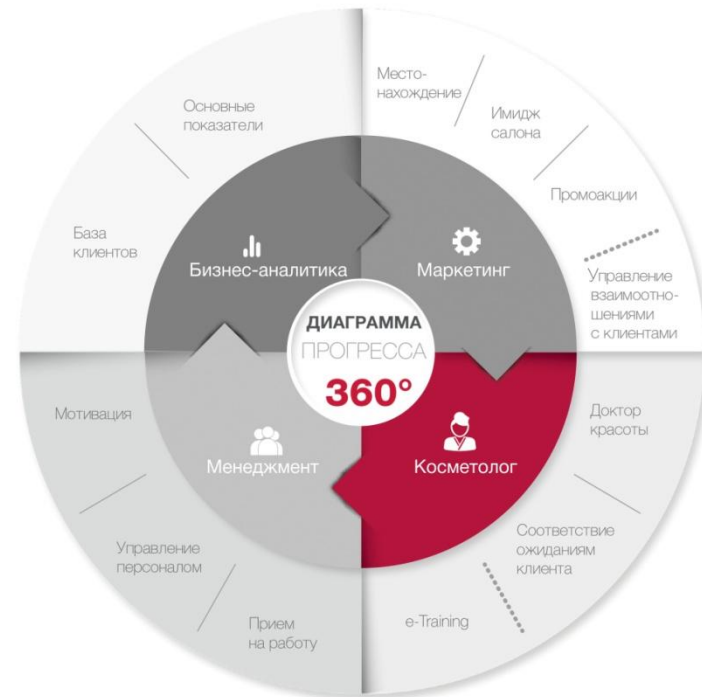 Основные
показатели
База
клиентов
Место-
нахождение
Имидж
салона
Промоакции
Управление
взаимоотно-
шениями
с клиентами
Бизнес-аналитика
Маркетинг
ДИАГРАММА
ПРОГРЕССА
360°
Менеджмент
Косметолог
Мотивация
Управление
персоналом
Прием
на работу
Доктор
красоты
Соответствие
ожиданиям
клиента
e-Training